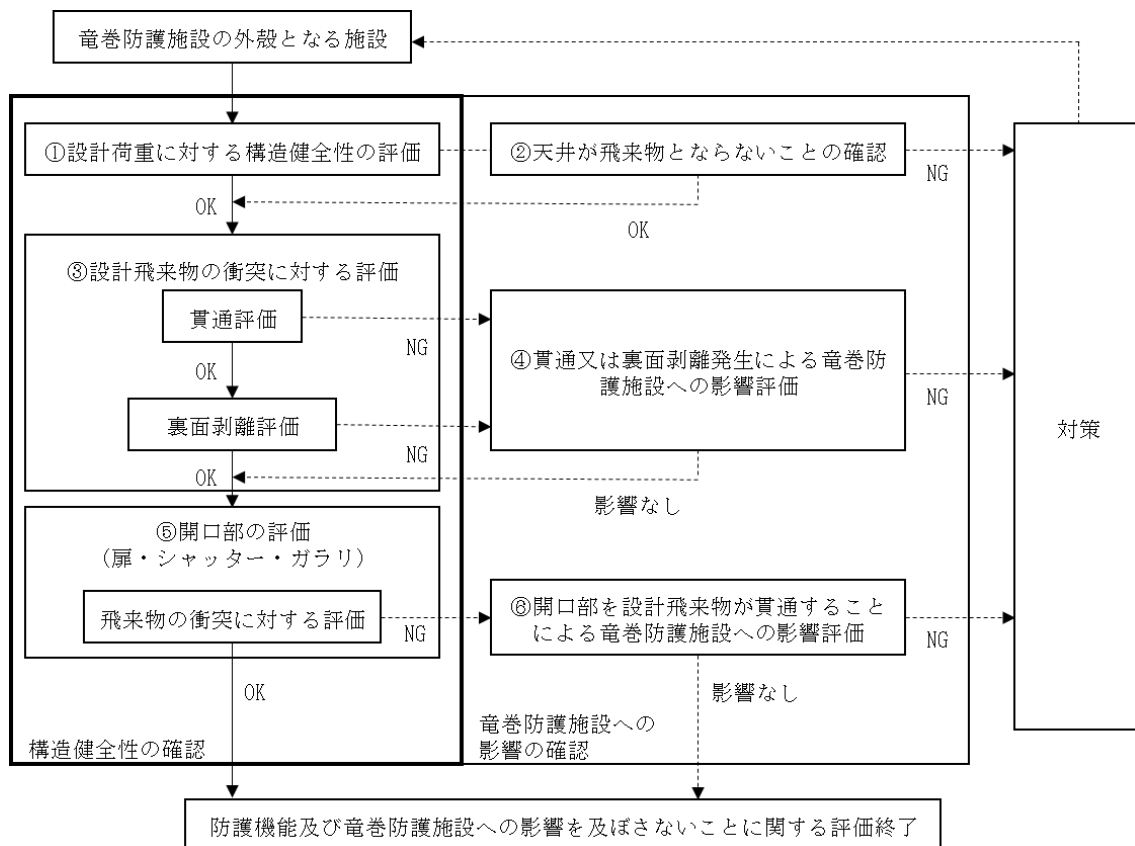 竜巻防護施設の外殻となる施設
①設計荷重に対する構造健全性の評価
②天井が飛来物とならないことの確認
NG
OK
OK
③設計飛来物の衝突に対する評価
貫通評価
NG
OK
④貫通又は裏面剥離発生による竜巻防
護施設への影響評価
NG
裏面剥離評価
NG
OK
影響なし
対策
⑤開口部の評価
(扉・シャッター・ガラリ)
飛来物の衝突に対する評価
NG
⑥開口部を設計飛来物が貫通すること
による竜巻防護施設への影響評価
NG
OK
影響なし
構造健全性の確認
竜巻防護施設への
影響の確認
防護機能及び竜巻防護施設への影響を及ぼさないことに関する評価終了